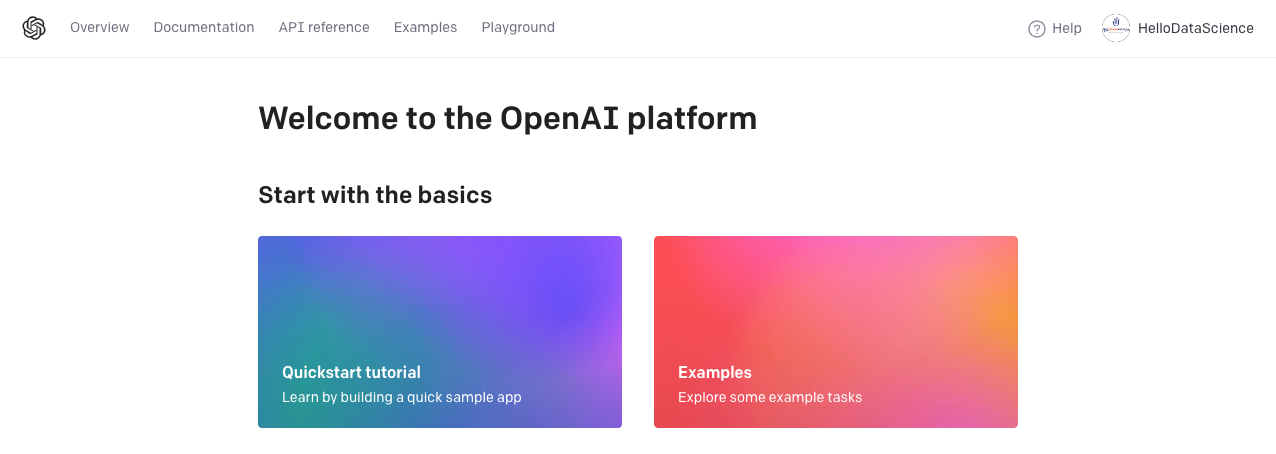 Overview Documentation API reference Examples Playground Help HelloDataScience
Welcome to the OpenAI platform
Start with the basics
Quickstart tutorial
Learn by building a quick sample app
Examples
Explore some example tasks